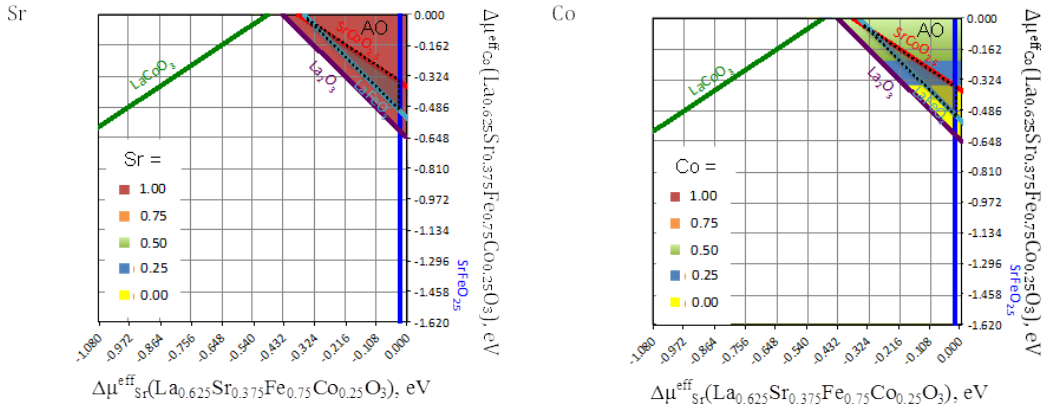 Sr
AO
SrCoO2.5
La2O3
LaFeO3
LaCoO3
Sr =
1.00
0.75
0.50
0.25
0.00
0.000
-0.162
-0.324
-0.486
-0.648
-0.810
-0.972
-1.134
-1.296
-1.458
-1.620
SrFeO2.5
Δμeff Co(La0.625Sr0.375Fe0.75Co0.25O3), eV
-1.080
-0.972
-0.864
-0.756
-0.648
-0.540
-0.432
-0.324
-0.216
-0.108
0.000
Δμeff Sr(La0.625Sr0.375Fe0.75Co0.25O3), eV
Co
AO
SrCoO2.5
La2O3
LaFeO3
LaCoO3
Co =
1.00
0.75
0.50
0.25
0.00
0.000
-0.162
-0.324
-0.486
-0.648
-0.810
-0.972
-1.134
-1.296
-1.458
-1.620
SrFeO2.5
Δμeff Co(La0.625Sr0.375Fe0.75Co0.25O3), eV
-1.080
-0.972
-0.864
-0.756
-0.648
-0.540
-0.432
-0.324
-0.216
-0.108
0.000
Δμeff Sr(La0.625Sr0.375Fe0.75Co0.25O3), eV